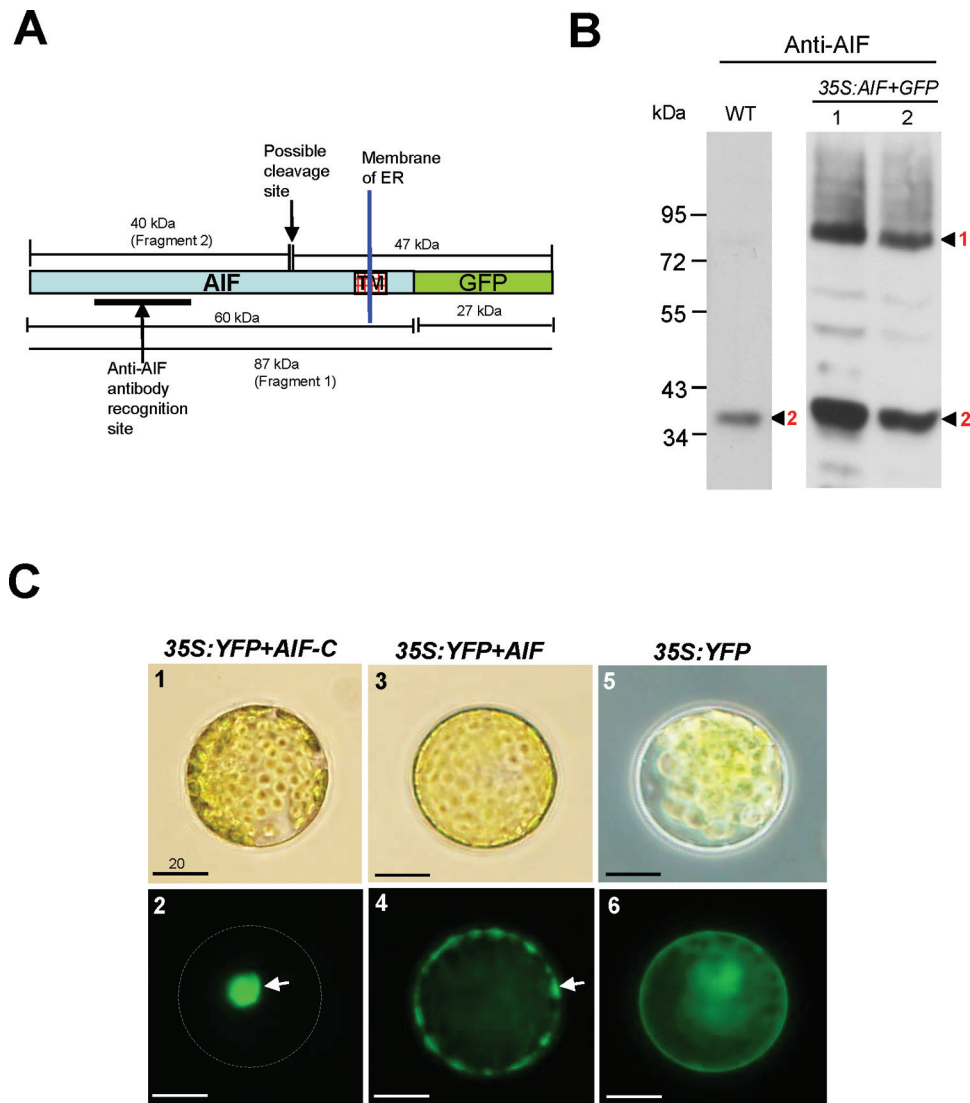 A
Possible
cleavage
site
Membrane
of ER
40 kDa
(Fragment 2)
47 kDa
AIF
TM
GFP
60 kDa
27 kDa
87 kDa
(Fragment 1)
Anti-AIF
antibody
recognition
site
B
Anti-AIF
35S:AIF+GFP
kDa
WT
1
2
95
72
55
43
34
1
2
2
C
35S:YFP+AIF-C
35S:YFP+AIF
35S:YFP
1
3
5
20
2
4
6